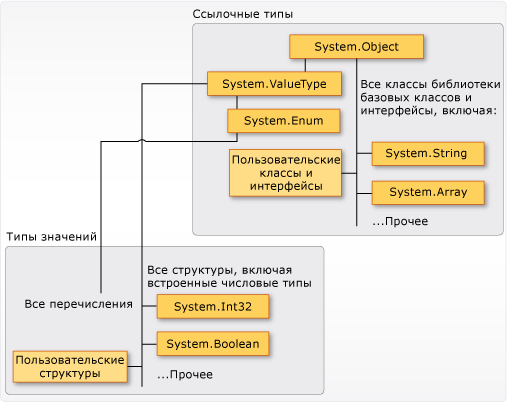 Ссылочные типы
System.Object
System.ValueType
Все классы библиотеки
базовых классов и
интерфейсы, включая:
System.Enum
System.String
Пользовательские
классы и
интерфейсы
System.Array
...Прочее
Типы значений
Все структуры, включая
встроенные числовые типы
Все перечисления
System.Int32
System.Boolean
Пользовательские
структуры
...Прочее